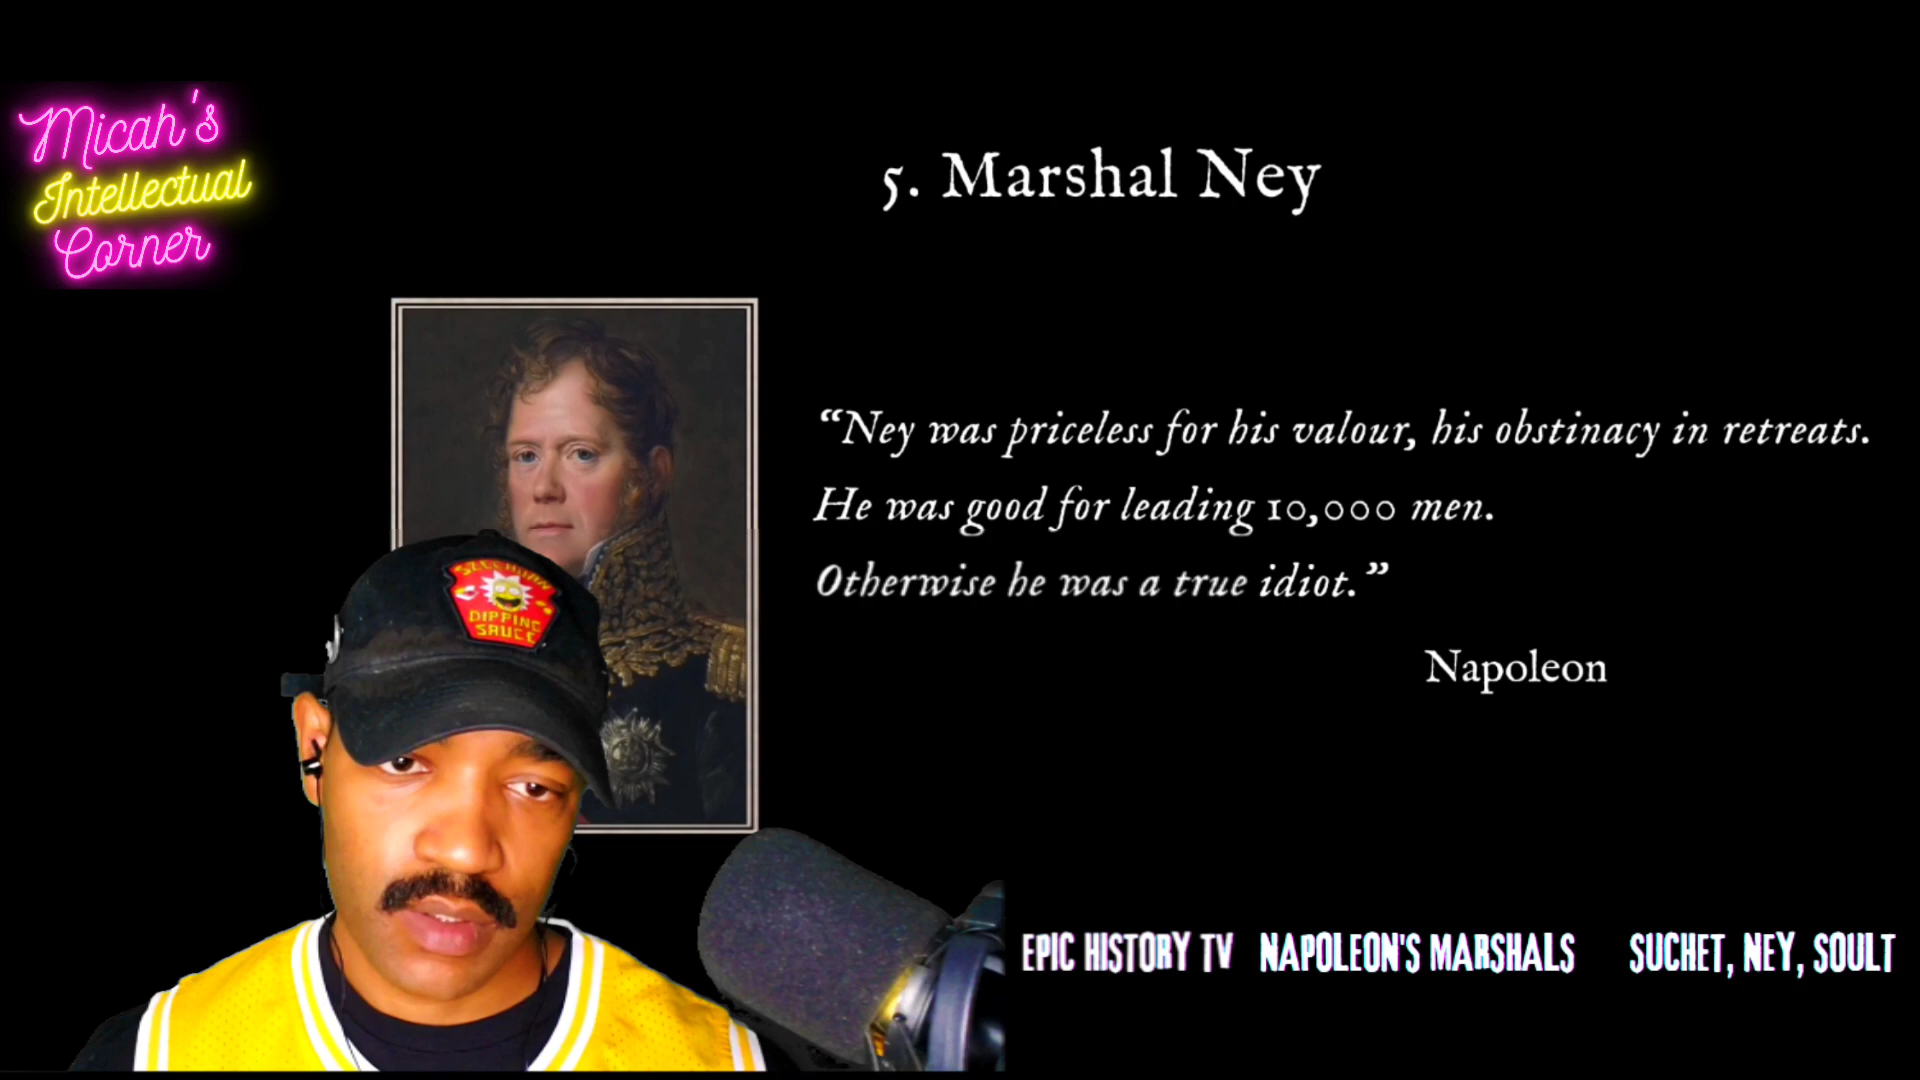 Micah's
Intellectual
Corner
5. Marshal Ney
“Ney was priceless for his valour, his obstinacy in retreats.
He was good for leading 10,000 men.
Otherwise he was a true idiot.”
Napoleon
SZECHUAN
DIPPING
SAUCE
EPIC HISTORY TV NAPOLEON'S MARSHALS SUCHET, NEY, SOULT